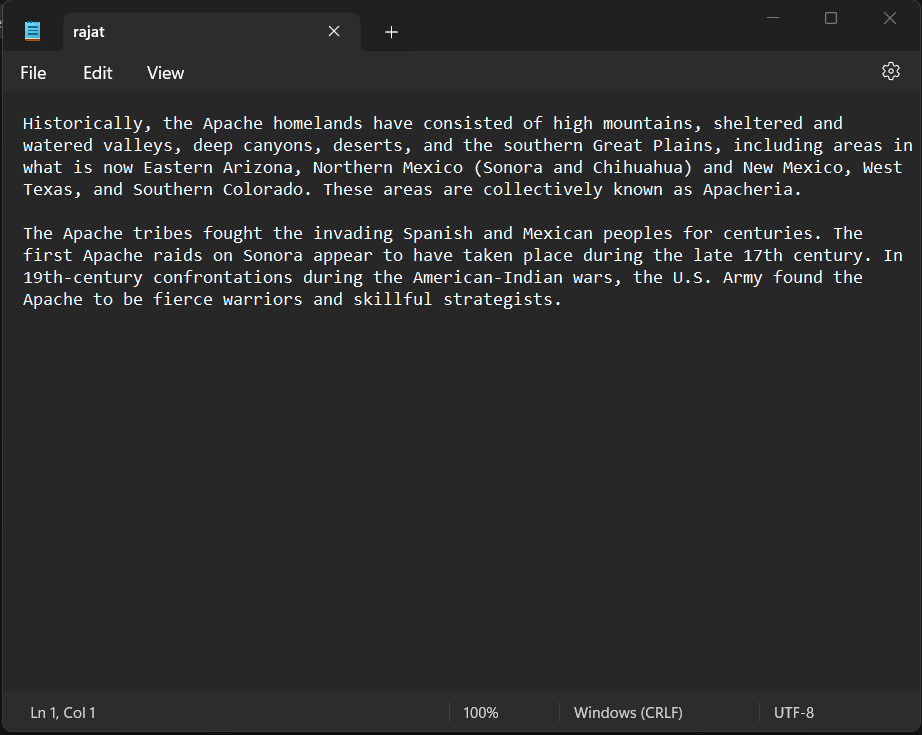 rajat
File Edit View
Historically, the Apache homelands have consisted of high mountains, sheltered and
watered valleys, deep canyons, deserts, and the southern Great Plains, including areas in
what is now Eastern Arizona, Northern Mexico (Sonora and Chihuahua) and New Mexico, West
Texas, and Southern Colorado. These areas are collectively known as Apacheria.
The Apache tribes fought the invading Spanish and Mexican peoples for centuries. The
first Apache raids on Sonora appear to have taken place during the late 17th century. In
19th-century confrontations during the American-Indian wars, the U.S. Army found the
Apache to be fierce warriors and skillful strategists.
Ln 1, Col 1 100% Windows (CRLF) UTF-8